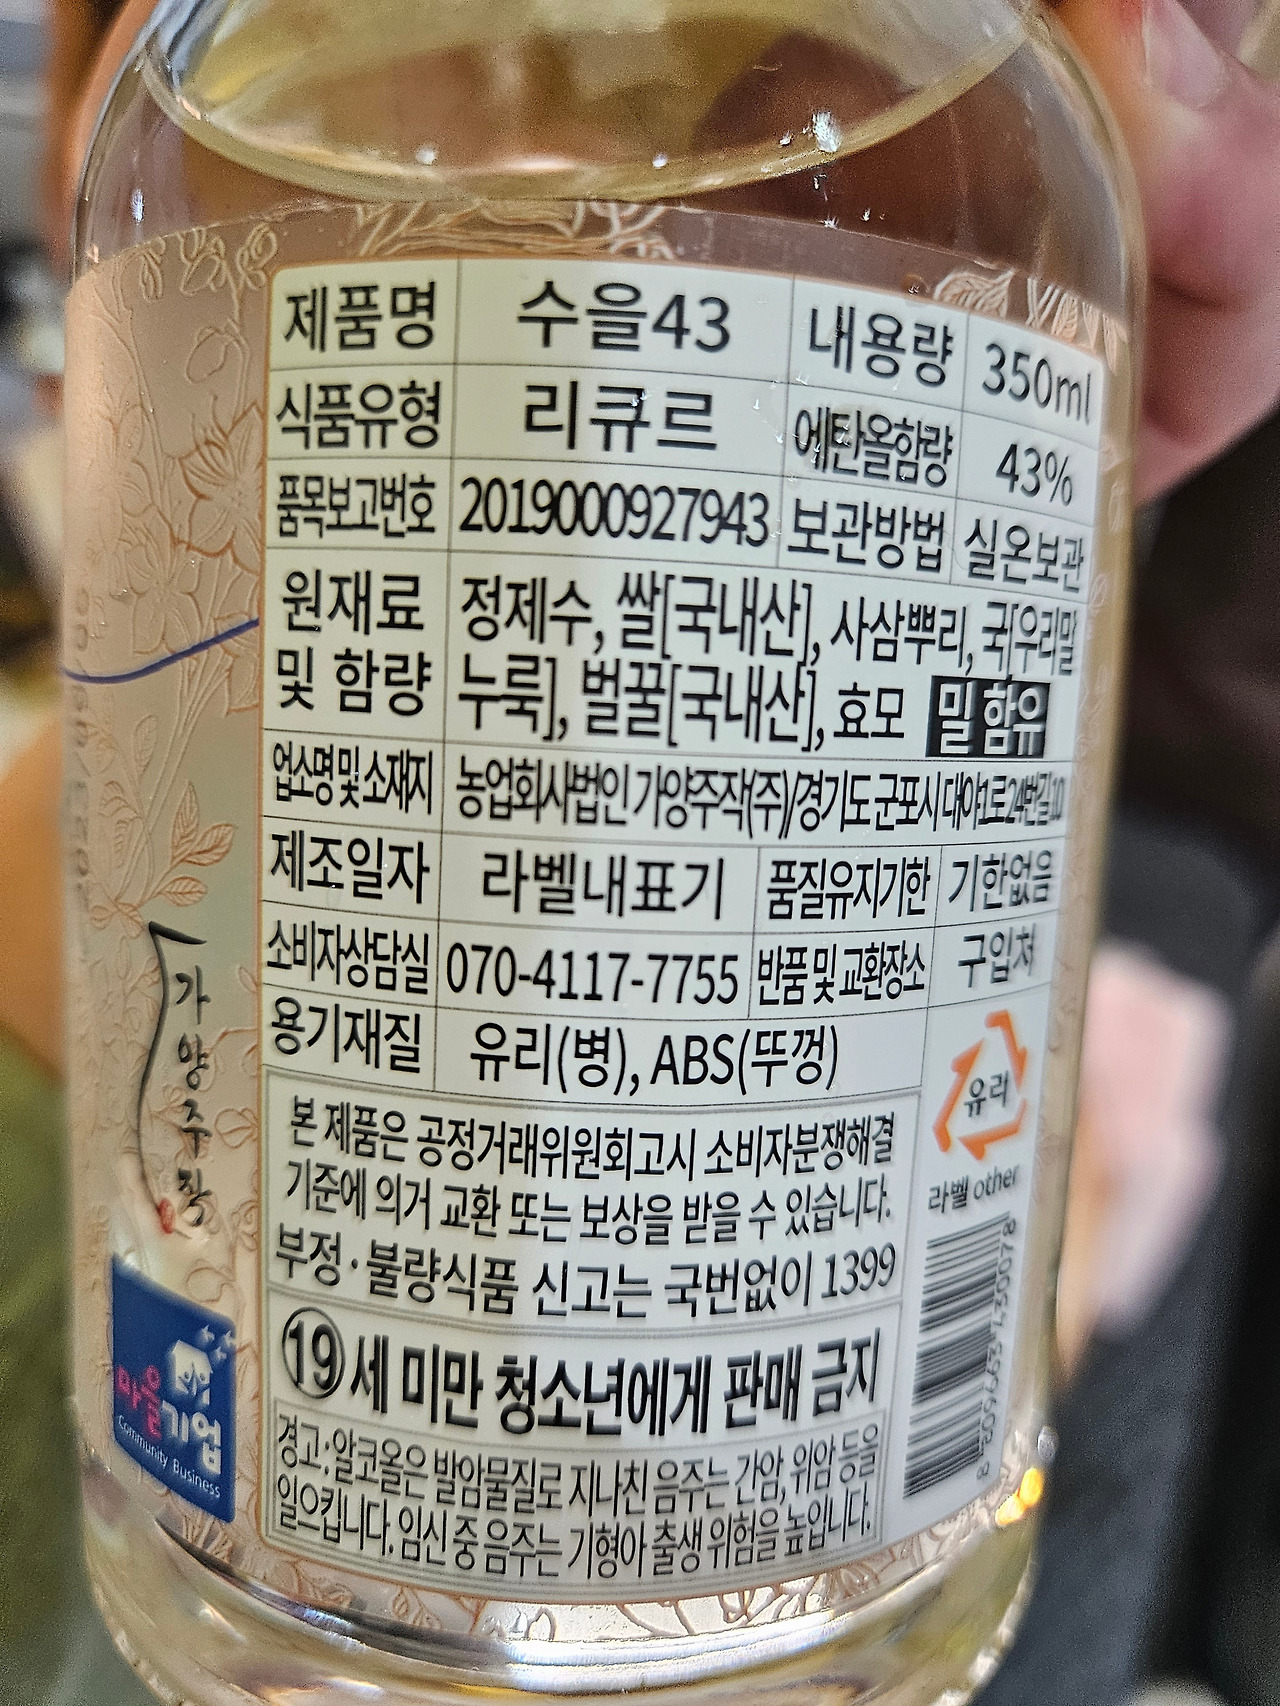 제품명 수을43 내용량 350ml
식품유형 리큐르 에탄올함량 43%
품목보고번호 2019000927943 보관방법 실온보관
원재료 및 함량 정제수, 쌀[국내산], 사삼뿌리, 국[우리밀
누룩], 벌꿀[국내산], 효모 밀 함유
업소명 및 소재지 농업회사법인 가양주작(주)/경기도 군포시 대야1로24번길
제조일자 라벨내표기 품질유지기한 기한없음
소비자상담실 070-4117-7755 반품 및 교환장소 구입처
용기재질 유리(병), ABS(뚜껑)
유리
라벨 other
본 제품은 공정거래위원회고시 소비자분쟁해결
기준에 의거 교환 또는 보상을 받을 수 있습니다.
부정·불량식품 신고는 국번없이 1399
19세 미만 청소년에게 판매 금지
경고:알코올은 발암물질로 지나친 음주는 간암, 위암 등을
일으킵니다. 임신 중 음주는 기형아 출생 위험을 높입니다.
가양주작
마을
기업
Community Business